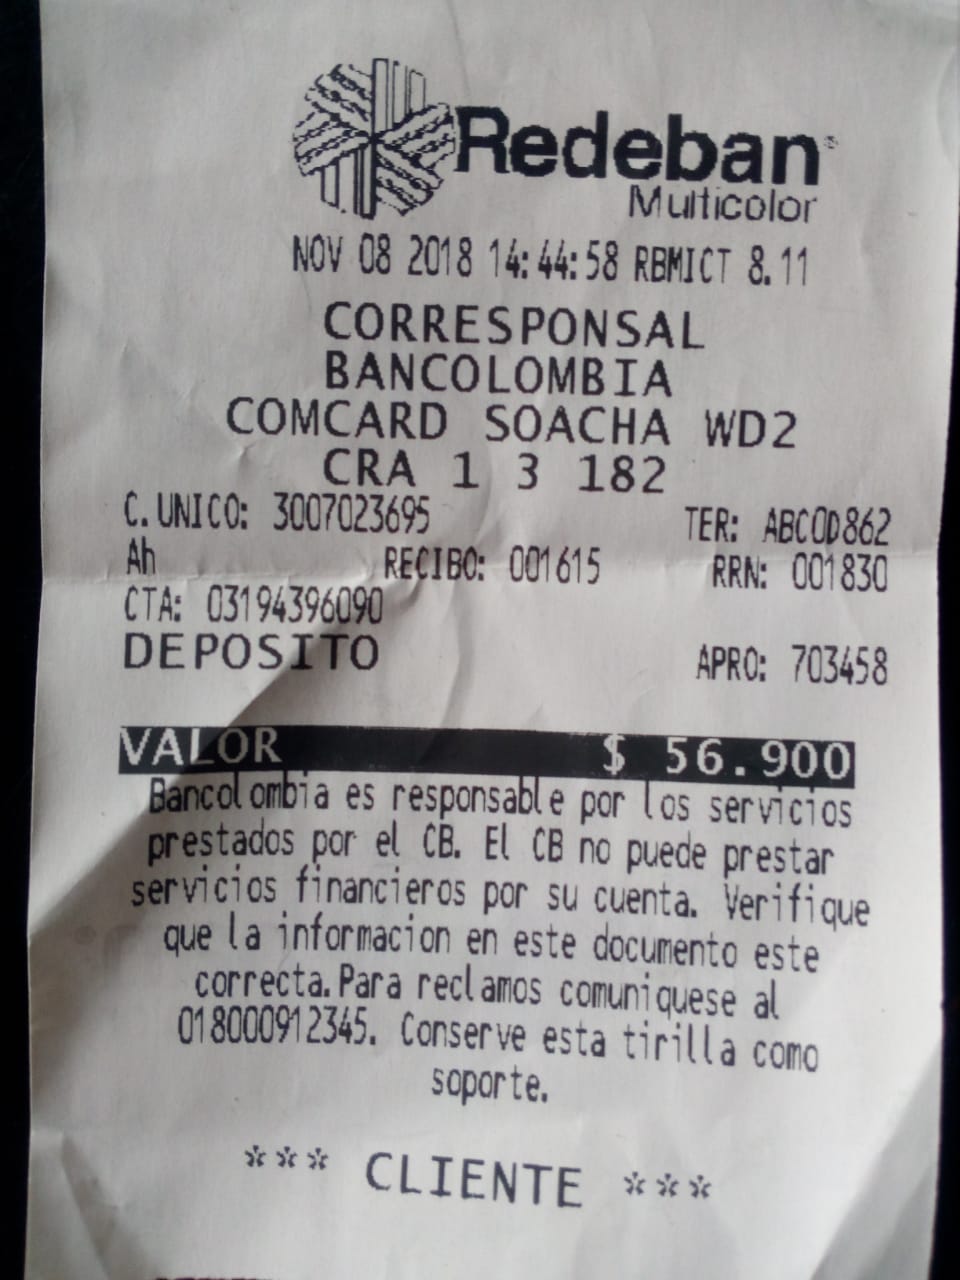 Redeban®
Multicolor
NOV 08 2018 14:44:58 RBMICT 8.11
CORRESPONSAL
BANCOLOMBIA
COMCARD SOACHA WD2
CRA 1 3 182
C.UNICO: 3007023695 TER: ABCOD862
Ah RECIBO: 001615 RRN: 001830
CTA: 03194396090
DEPOSITO APRO: 703458
VALOR $ 56.900
Bancolombia es responsable por los servicios
prestados por el CB. El CB no puede prestar
servicios financieros por su cuenta. Verifique
que la informacion en este documento este
correcta.Para reclamos comuniquese al
018000912345. Conserve esta tirilla como
soporte.
*** CLIENTE ***